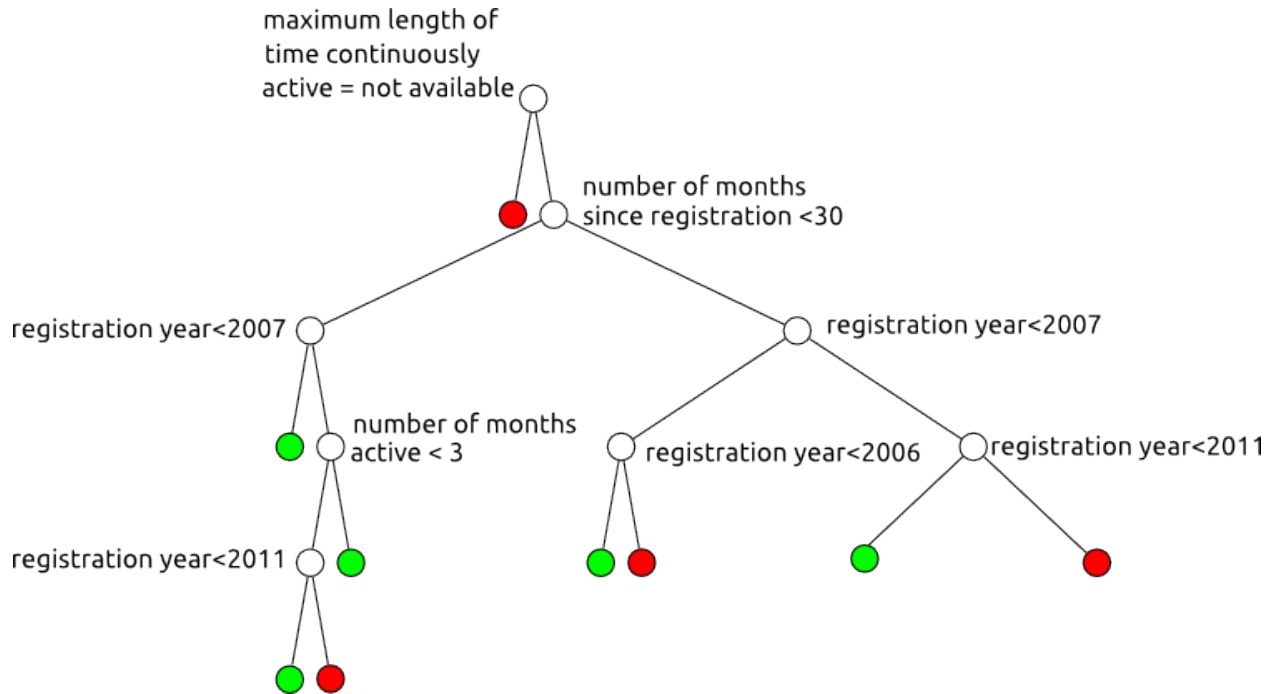 maximum length of
time continuously
active = not available
number of months
since registration <30
registration year<2007
registration year<2007
number of months
active < 3
registration year<2006
registration year<2011
registration year<2011